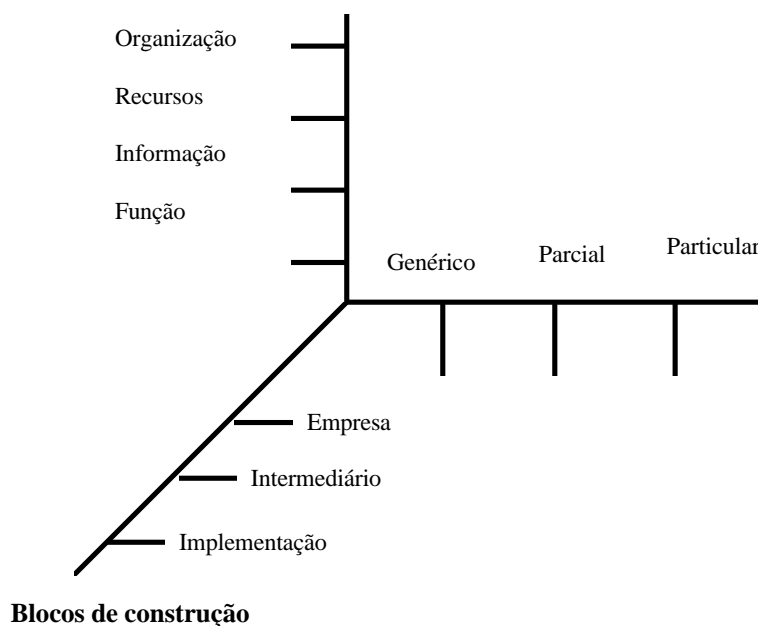 Organização
Recursos
Informação
Função
Genérico
Parcial
Particular
Empresa
Intermediário
Implementação
Blocos de construção